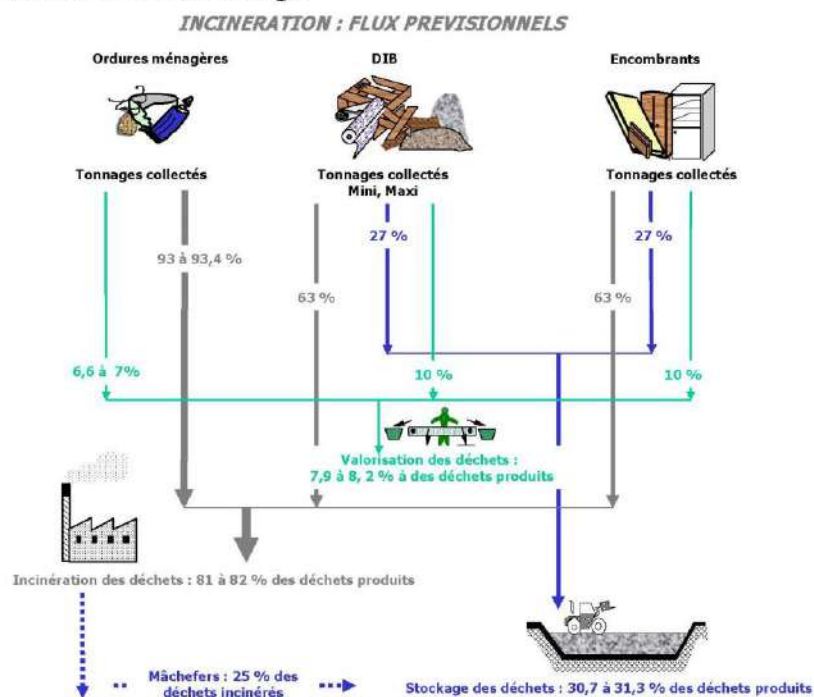 INCINERATION : FLUX PREVISIONNELS
Ordures ménagères
DIB
Encombrants
Tonnages collectés
Tonnages collectés
Mini, Maxi
Tonnages collectés
27 %
27 %
93 à 93,4 %
63 %
63 %
6,6 à 7%
10 %
10 %
Valorisation des déchets :
7,9 à 8, 2 % à des déchets produits
Incinération des déchets : 81 à 82 % des déchets produits
Mâchefers : 25 % des
déchets incinérés
Stockage des déchets : 30,7 à 31,3 % des déchets produits